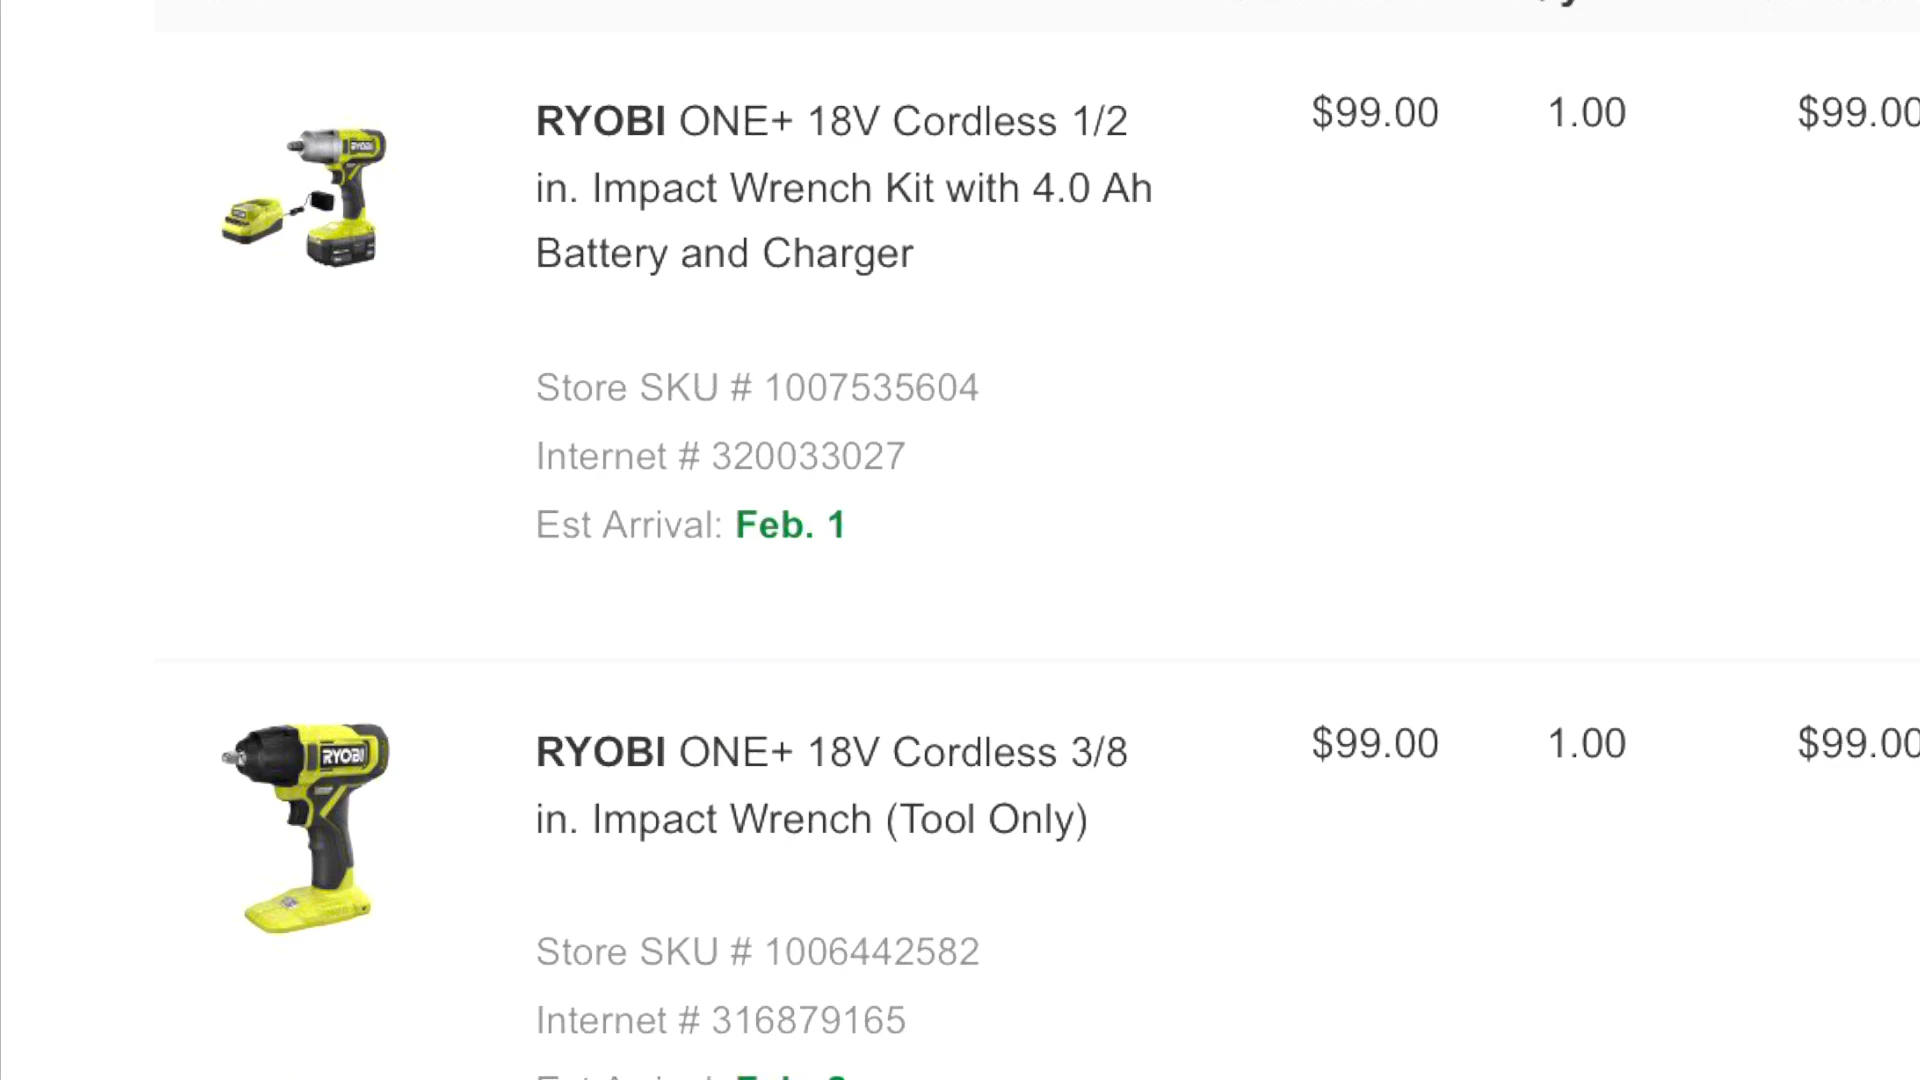 RYOBI ONE+ 18V Cordless 1/2
in. Impact Wrench Kit with 4.0 Ah
Battery and Charger
$99.00 1.00 $99.00
Store SKU # 1007535604
Internet # 320033027
Est Arrival: Feb. 1
RYOBI
RYOBI ONE+ 18V Cordless 3/8
in. Impact Wrench (Tool Only)
$99.00 1.00 $99.00
RYOBI
Store SKU # 1006442582
Internet # 316879165